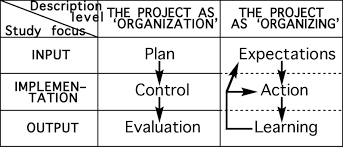 Description level
Study focus
THE PROJECT AS 'ORGANIZATION'
THE PROJECT AS 'ORGANIZING'
INPUT
Plan
Expectations
IMPLEMEN-TATION
Control
Action
OUTPUT
Evaluation
Learning